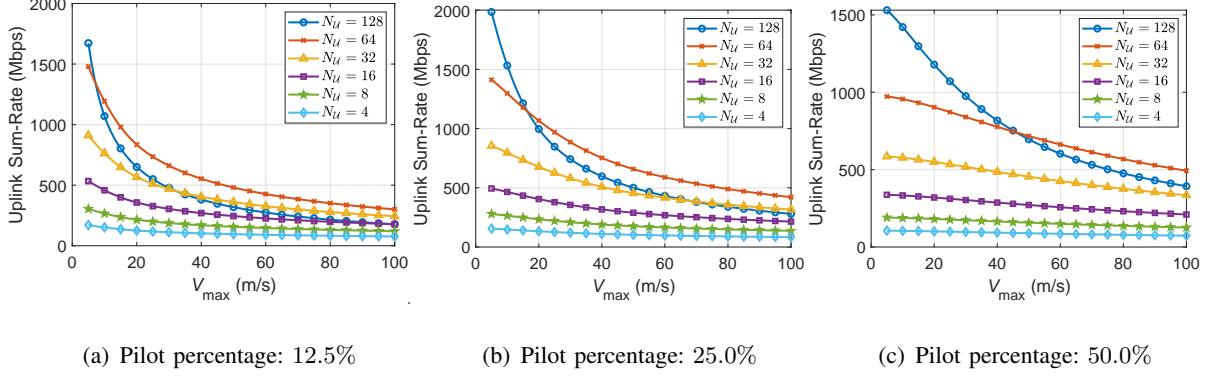 2000
1500
1000
500
0
Uplink Sum-Rate (Mbps)
0 20 40 60 80 100
V_max (m/s)
N_𝒰 = 128
N_𝒰 = 64
N_𝒰 = 32
N_𝒰 = 16
N_𝒰 = 8
N_𝒰 = 4
(a) Pilot percentage: 12.5%
2000
1500
1000
500
0
Uplink Sum-Rate (Mbps)
0 20 40 60 80 100
V_max (m/s)
N_𝒰 = 128
N_𝒰 = 64
N_𝒰 = 32
N_𝒰 = 16
N_𝒰 = 8
N_𝒰 = 4
(b) Pilot percentage: 25.0%
1500
1000
500
0
Uplink Sum-Rate (Mbps)
0 20 40 60 80 100
V_max (m/s)
N_𝒰 = 128
N_𝒰 = 64
N_𝒰 = 32
N_𝒰 = 16
N_𝒰 = 8
N_𝒰 = 4
(c) Pilot percentage: 50.0%